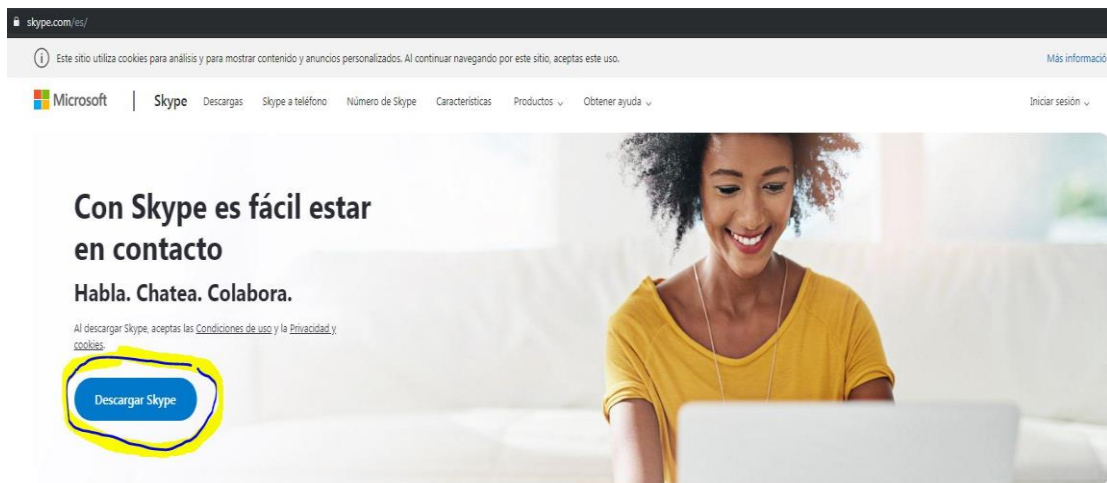 skype.com/es/
Este sitio utiliza cookies para análisis y para mostrar contenido y anuncios personalizados. Al continuar navegando por este sitio, aceptas este uso.
Más informació
Microsoft
Skype Descargas Skype a teléfono Número de Skype Características Productos Obtener ayuda
Iniciar sesión
Con Skype es fácil estar
en contacto
Habla. Chatea. Colabora.
Al descargar Skype, aceptas las Condiciones de uso y la Privacidad y
cookies.
Descargar Skype